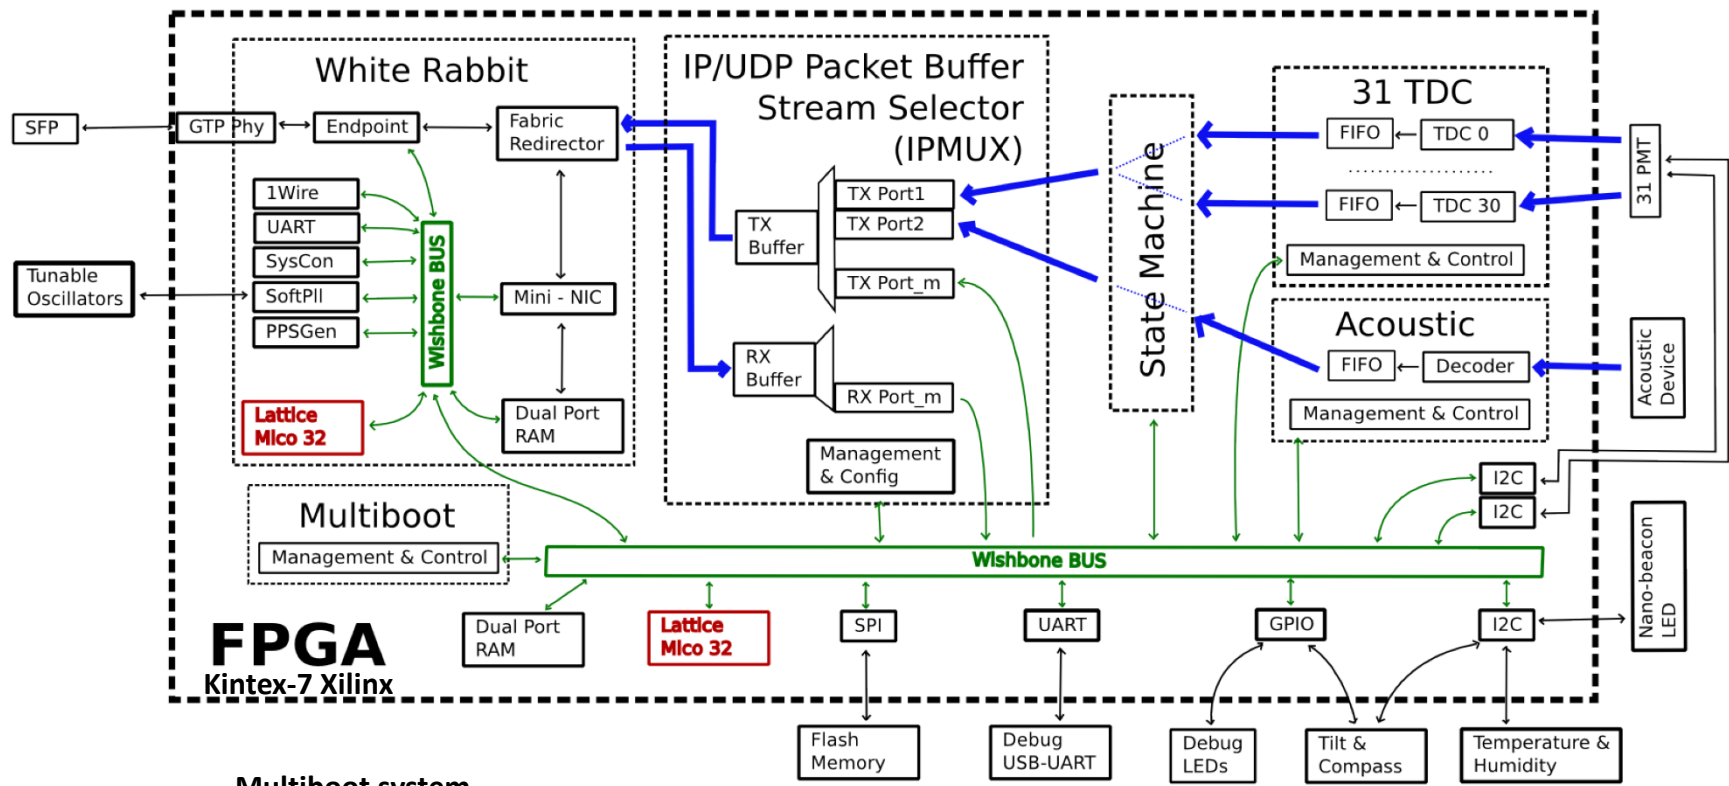 White Rabbit
SFP
GTP Phy
Endpoint
Fabric
Redirector
1Wire
UART
SysCon
SoftPll
PPSGen
Tunable
Oscillators
Wishbone BUS
Mini - NIC
Lattice
Mico 32
Dual Port
RAM
IP/UDP Packet Buffer
Stream Selector
(IPMUX)
TX Port1
TX Port2
TX
Buffer
TX Port_m
RX
Buffer
RX Port_m
Management
& Config
State Machine
31 TDC
FIFO
TDC 0
FIFO
TDC 30
Management & Control
31 PMT
Acoustic
FIFO
Decoder
Management & Control
Acoustic
Device
I2C
I2C
Multiboot
Management & Control
Wishbone BUS
FPGA
Kintex-7 Xilinx
Dual Port
RAM
Lattice
Mico 32
SPI
UART
GPIO
I2C
Nano-beacon
LED
Flash
Memory
Debug
USB-UART
Debug
LEDs
Tilt &
Compass
Temperature &
Humidity
Multiboot system